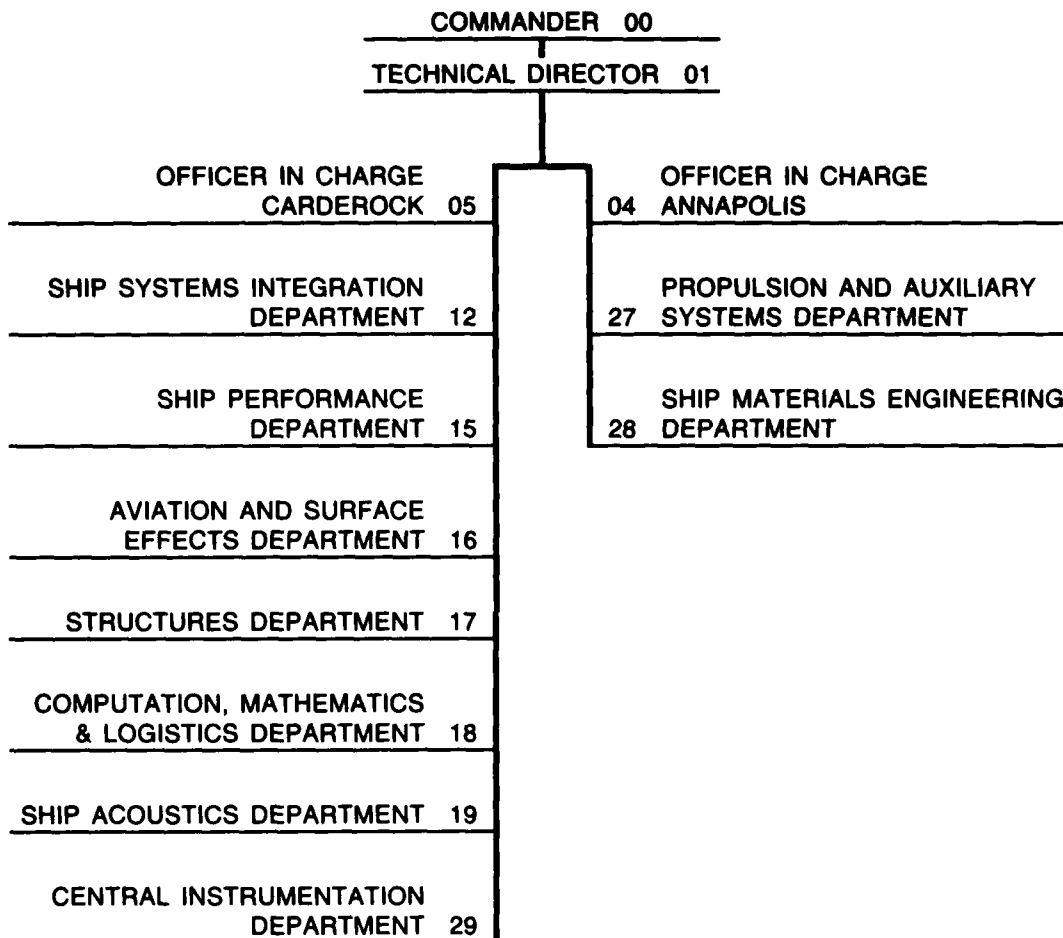 COMMANDER 00
TECHNICAL DIRECTOR 01
OFFICER IN CHARGE
CARDEROCK 05
OFFICER IN CHARGE
04 ANNAPOLIS
SHIP SYSTEMS INTEGRATION
DEPARTMENT 12
PROPULSION AND AUXILIARY
27 SYSTEMS DEPARTMENT
SHIP PERFORMANCE
DEPARTMENT 15
SHIP MATERIALS ENGINEERING
28 DEPARTMENT
AVIATION AND SURFACE
EFFECTS DEPARTMENT 16
STRUCTURES DEPARTMENT 17
COMPUTATION, MATHEMATICS
& LOGISTICS DEPARTMENT 18
SHIP ACOUSTICS DEPARTMENT 19
CENTRAL INSTRUMENTATION
DEPARTMENT 29